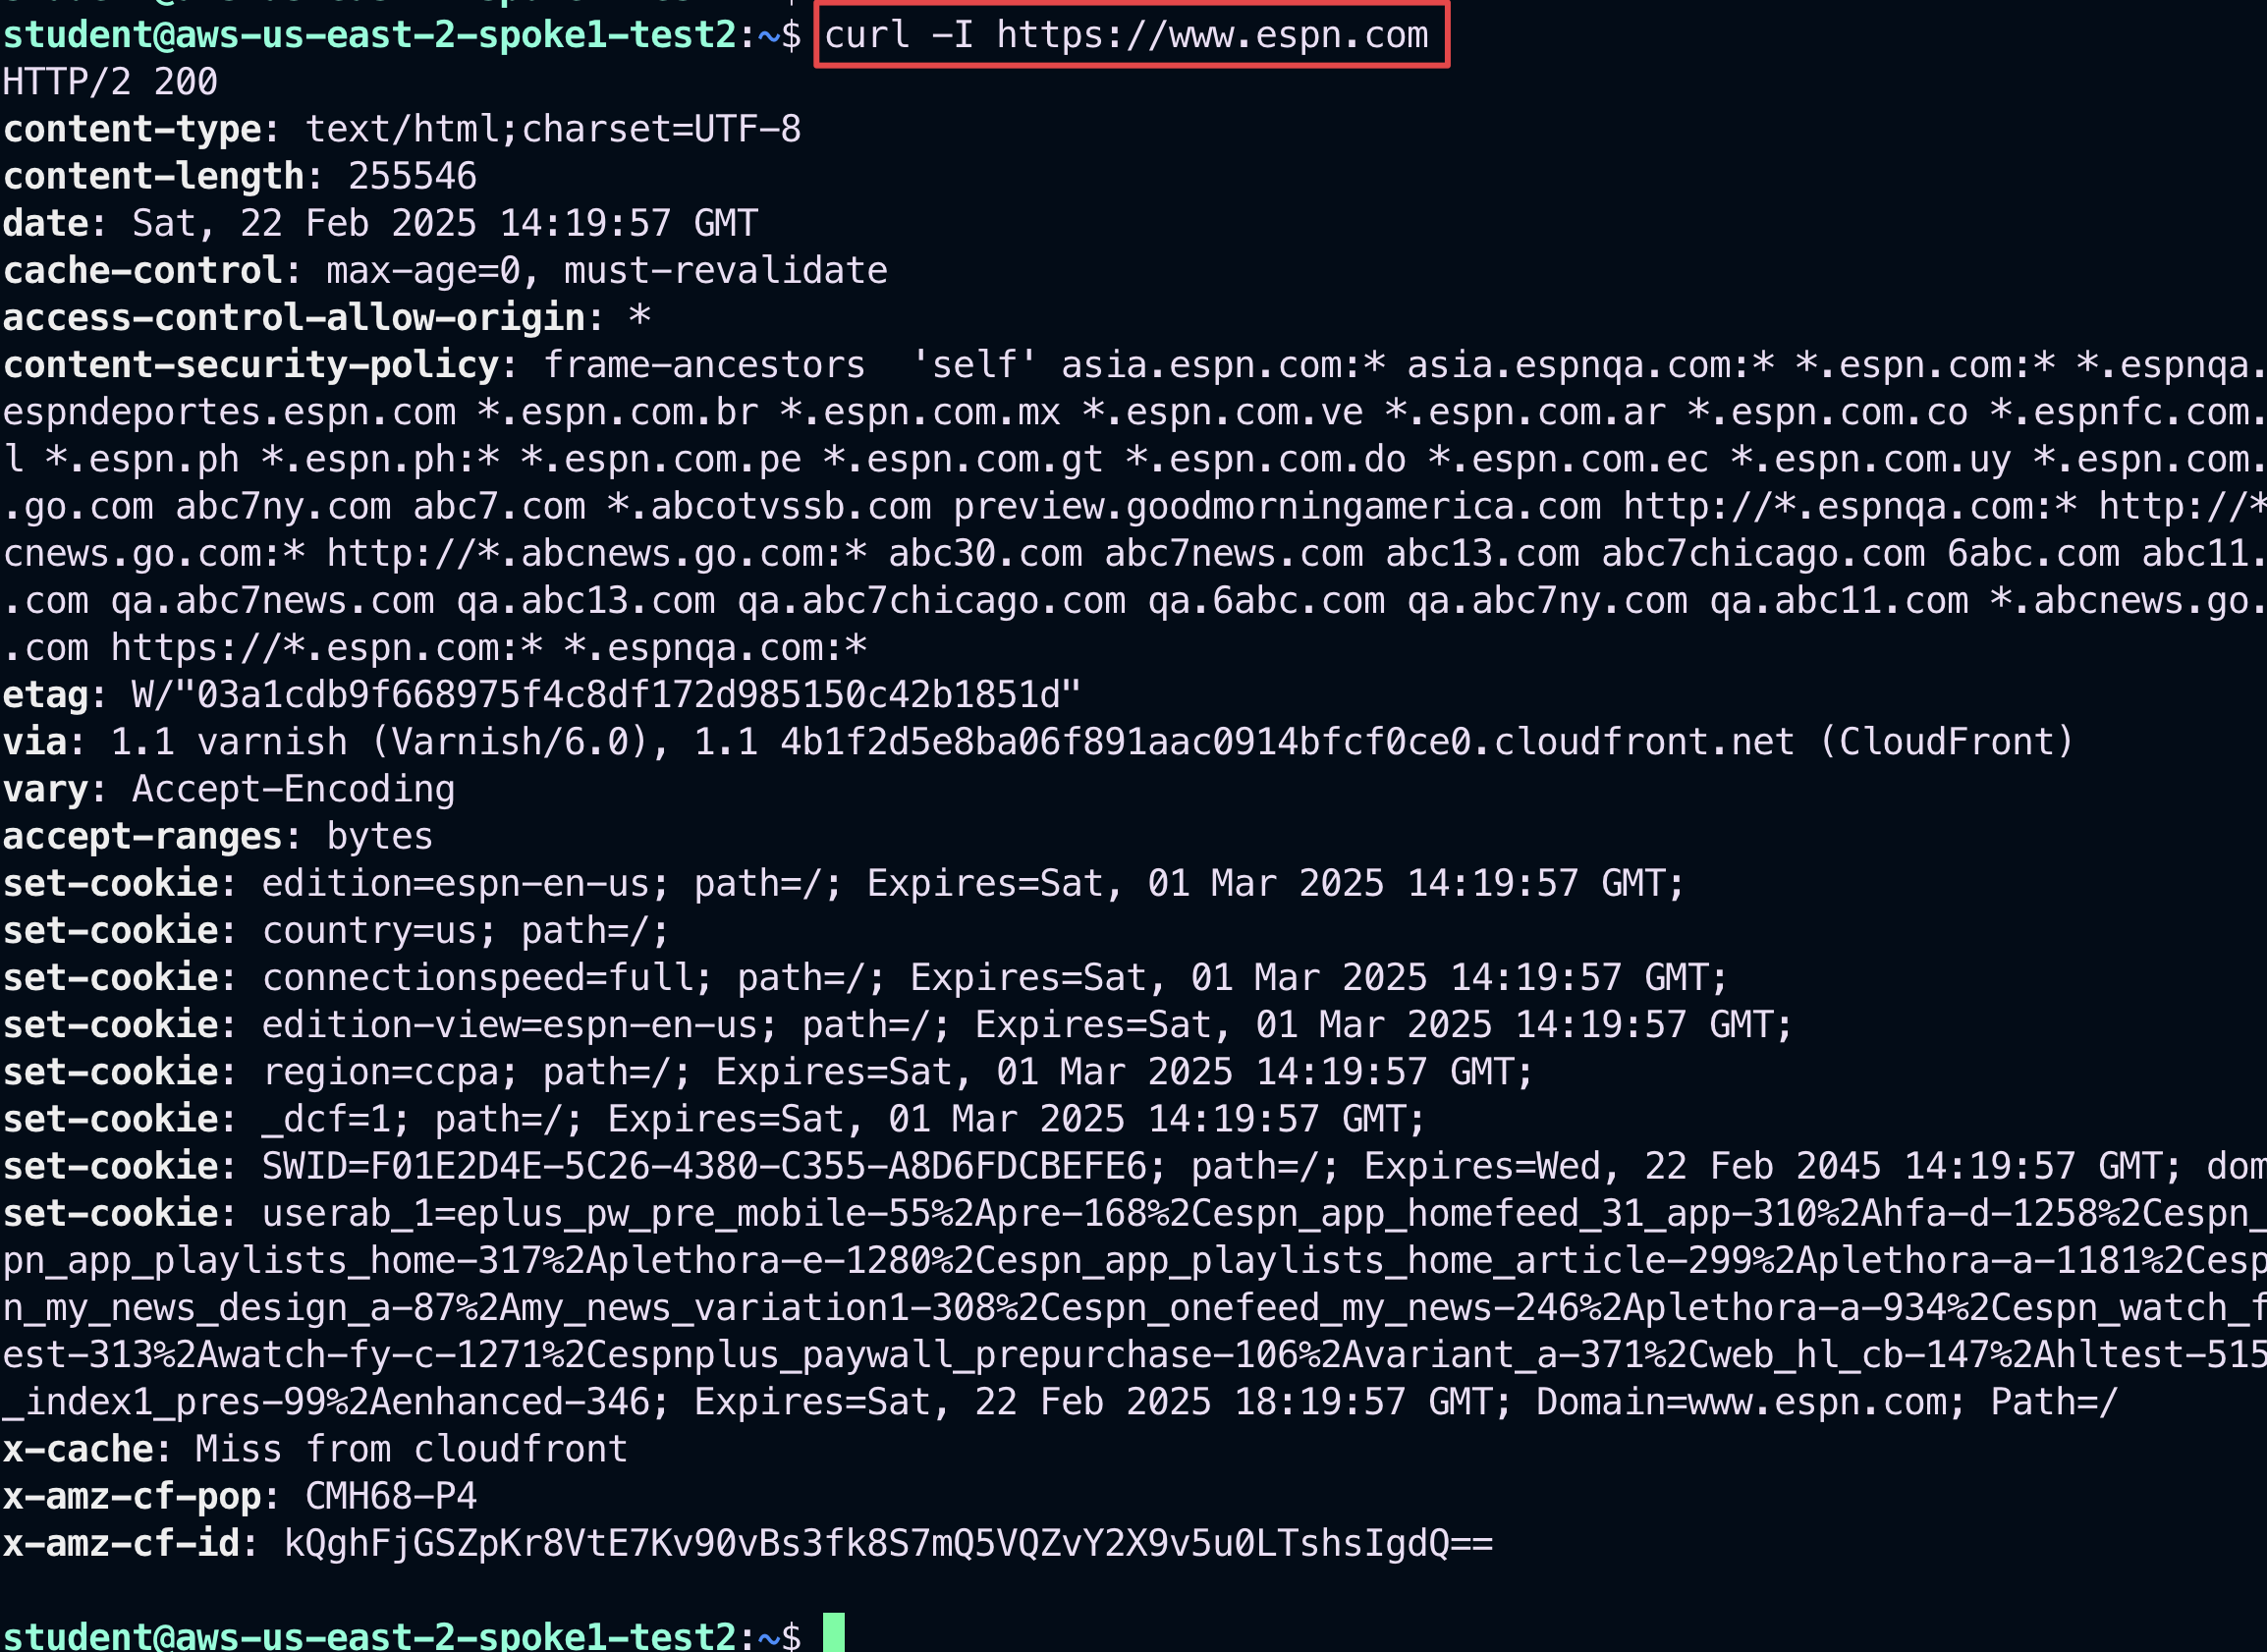 student@aws-us-east-2-spoke1-test2:~$ curl -I https://www.espn.com
HTTP/2 200
content-type: text/html;charset=UTF-8
content-length: 255546
date: Sat, 22 Feb 2025 14:19:57 GMT
cache-control: max-age=0, must-revalidate
access-control-allow-origin: *
content-security-policy: frame-ancestors  'self' asia.espn.com:* asia.espnqa.com:* *.espn.com:* *.espnqa.
espndeportes.espn.com *.espn.com.br *.espn.com.mx *.espn.com.ve *.espn.com.ar *.espn.com.co *.espnfc.com.
l *.espn.ph *.espn.ph:* *.espn.com.pe *.espn.com.gt *.espn.com.do *.espn.com.ec *.espn.com.uy *.espn.com.
.go.com abc7ny.com abc7.com *.abcotvssb.com preview.goodmorningamerica.com http://*.espnqa.com:* http://*
cnews.go.com:* http://*.abcnews.go.com:* abc30.com abc7news.com abc13.com abc7chicago.com 6abc.com abc11.
.com qa.abc7news.com qa.abc13.com qa.abc7chicago.com qa.6abc.com qa.abc7ny.com qa.abc11.com *.abcnews.go.
.com https://*.espn.com:* *.espnqa.com:*
etag: W/"03a1cdb9f668975f4c8df172d985150c42b1851d"
via: 1.1 varnish (Varnish/6.0), 1.1 4b1f2d5e8ba06f891aac0914bfcf0ce0.cloudfront.net (CloudFront)
vary: Accept-Encoding
accept-ranges: bytes
set-cookie: edition=espn-en-us; path=/; Expires=Sat, 01 Mar 2025 14:19:57 GMT;
set-cookie: country=us; path=/;
set-cookie: connectionspeed=full; path=/; Expires=Sat, 01 Mar 2025 14:19:57 GMT;
set-cookie: edition-view=espn-en-us; path=/; Expires=Sat, 01 Mar 2025 14:19:57 GMT;
set-cookie: region=ccpa; path=/; Expires=Sat, 01 Mar 2025 14:19:57 GMT;
set-cookie: _dcf=1; path=/; Expires=Sat, 01 Mar 2025 14:19:57 GMT;
set-cookie: SWID=F01E2D4E-5C26-4380-C355-A8D6FDCBEFE6; path=/; Expires=Wed, 22 Feb 2045 14:19:57 GMT; dom
set-cookie: userab_1=eplus_pw_pre_mobile-55%2Apre-168%2Cespn_app_homefeed_31_app-310%2Ahfa-d-1258%2Cespn_
pn_app_playlists_home-317%2Aplethora-e-1280%2Cespn_app_playlists_home_article-299%2Aplethora-a-1181%2Cesp
n_my_news_design_a-87%2Amy_news_variation1-308%2Cespn_onefeed_my_news-246%2Aplethora-a-934%2Cespn_watch_f
est-313%2Awatch-fy-c-1271%2Cespnplus_paywall_prepurchase-106%2Avariant_a-371%2Cweb_hl_cb-147%2Ahltest-515
_index1_pres-99%2Aenhanced-346; Expires=Sat, 22 Feb 2025 18:19:57 GMT; Domain=www.espn.com; Path=/
x-cache: Miss from cloudfront
x-amz-cf-pop: CMH68-P4
x-amz-cf-id: kQghFjGSZpKr8VtE7Kv90vBs3fk8S7mQ5VQZvY2X9v5u0LTshsIgdQ==
student@aws-us-east-2-spoke1-test2:~$